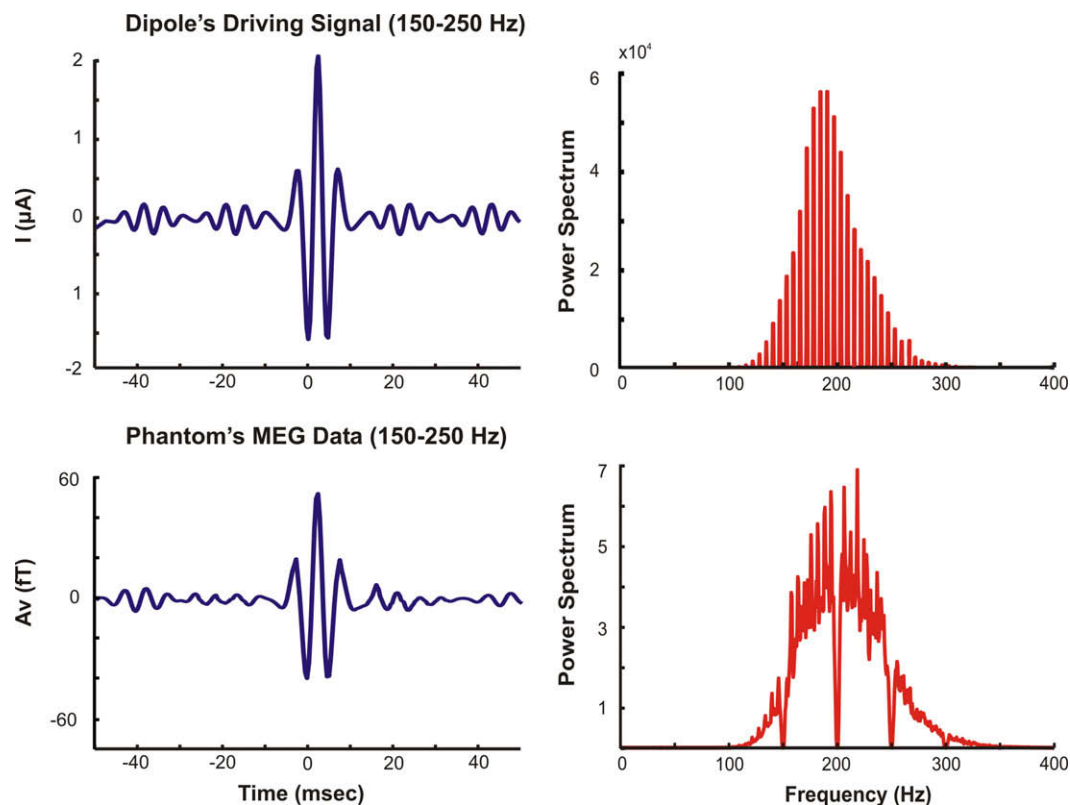 Dipole's Driving Signal (150-250 Hz)
2
1
0
1
-2
I (µA)
-40 -20 0 20 40
x10⁴
6
4
2
0
Power Spectrum
0 100 200 300 400
Phantom's MEG Data (150-250 Hz)
60
0
-60
Av (fT)
-40 -20 0 20 40
Time (msec)
7
5
3
1
Power Spectrum
0 100 200 300 400
Frequency (Hz)